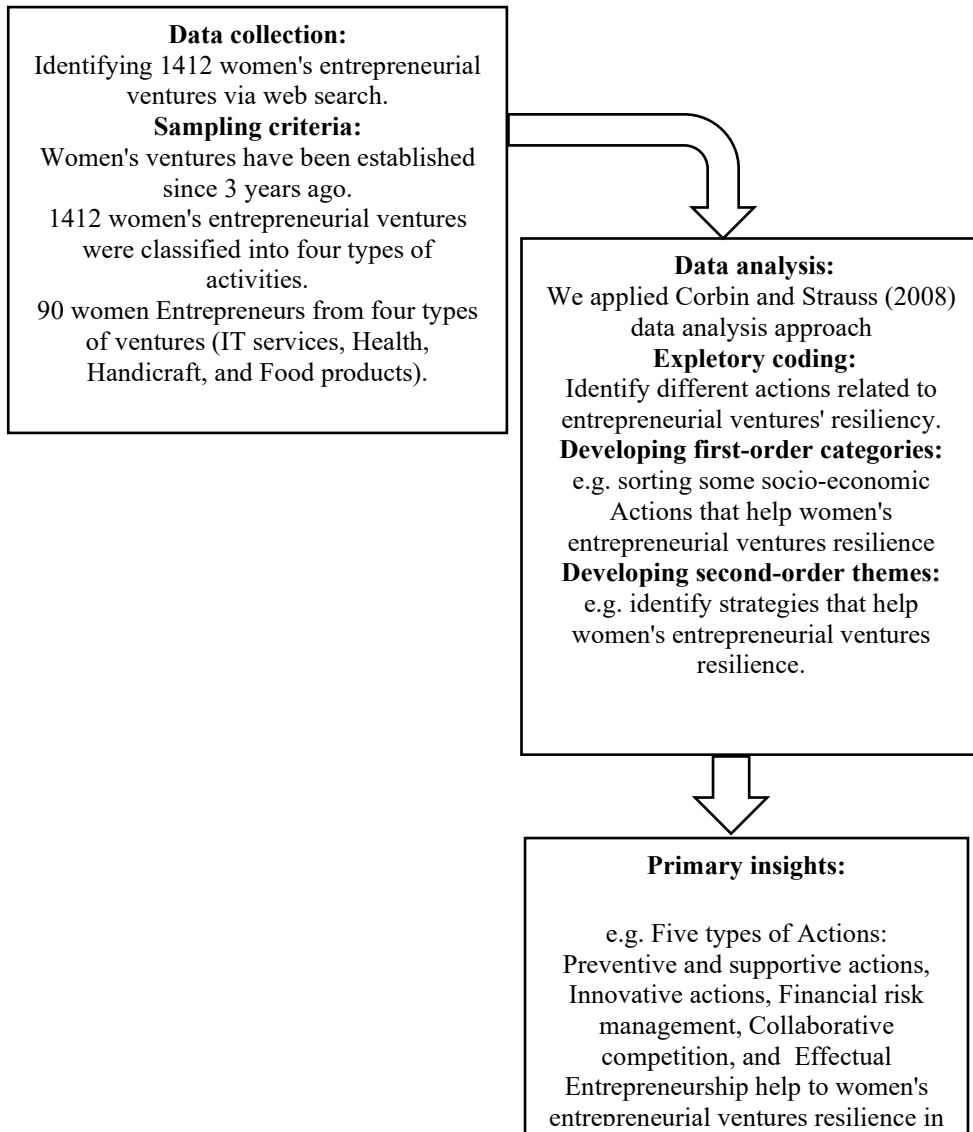 Data collection:
Identifying 1412 women's entrepreneurial
ventures via web search.
Sampling criteria:
Women's ventures have been established
since 3 years ago.
1412 women's entrepreneurial ventures
were classified into four types of
activities.
90 women Entrepreneurs from four types
of ventures (IT services, Health,
Handicraft, and Food products).
Data analysis:
We applied Corbin and Strauss (2008)
data analysis approach
Expletory coding:
Identify different actions related to
entrepreneurial ventures' resiliency.
Developing first-order categories:
e.g. sorting some socio-economic
Actions that help women's
entrepreneurial ventures resilience
Developing second-order themes:
e.g. identify strategies that help
women's entrepreneurial ventures
resilience.
Primary insights:
e.g. Five types of Actions:
Preventive and supportive actions,
Innovative actions, Financial risk
management, Collaborative
competition, and Effectual
Entrepreneurship help to women's
entrepreneurial ventures resilience in